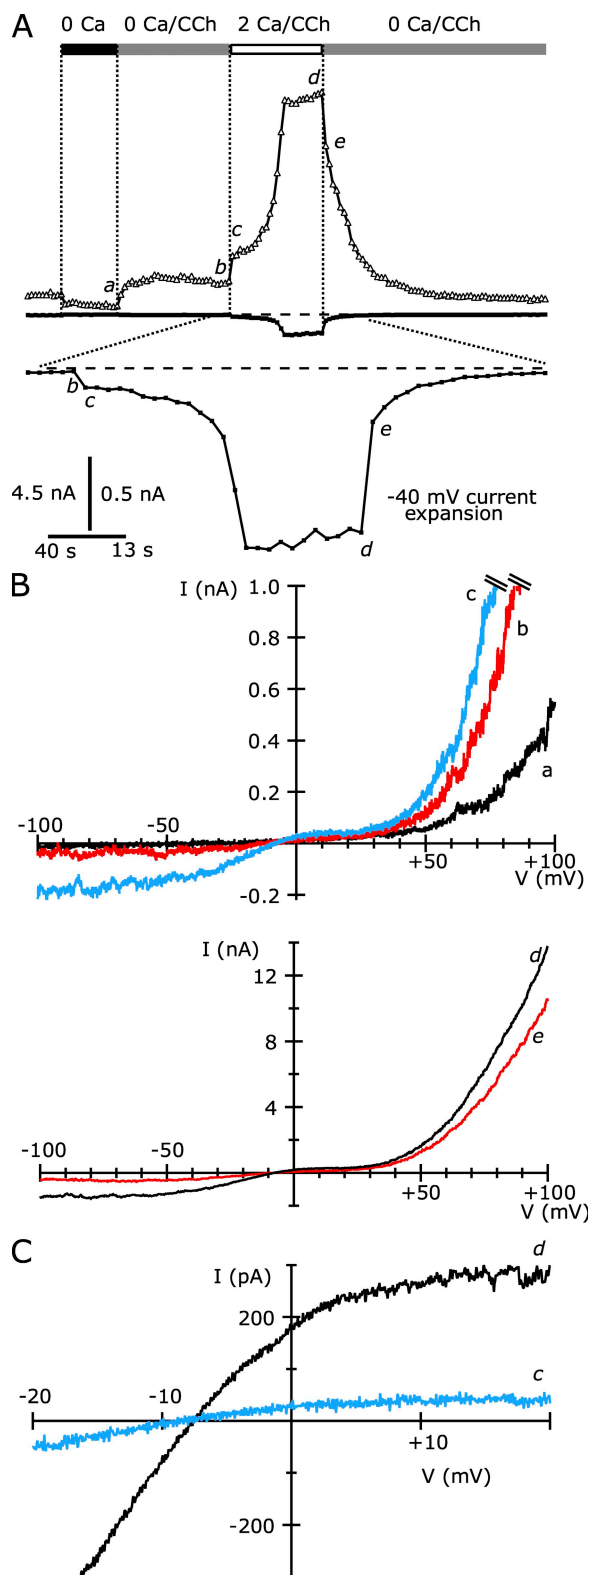 A
0 Ca 0 Ca/CCh 2 Ca/CCh 0 Ca/CCh
d
e
c
a
b
b
c
e
4.5 nA 0.5 nA
-40 mV current
expansion
40 s 13 s
d
B
I (nA)
1.0
c
b
0.8
0.6
0.4
a
0.2
-100 -50
+50 +100
V (mV)
-0.2
I (nA)
d
12
e
8
4
-100 -50
+50 +100
V (mV)
C
d
I (pA)
200
c
-20 -10
+10
V (mV)
-200